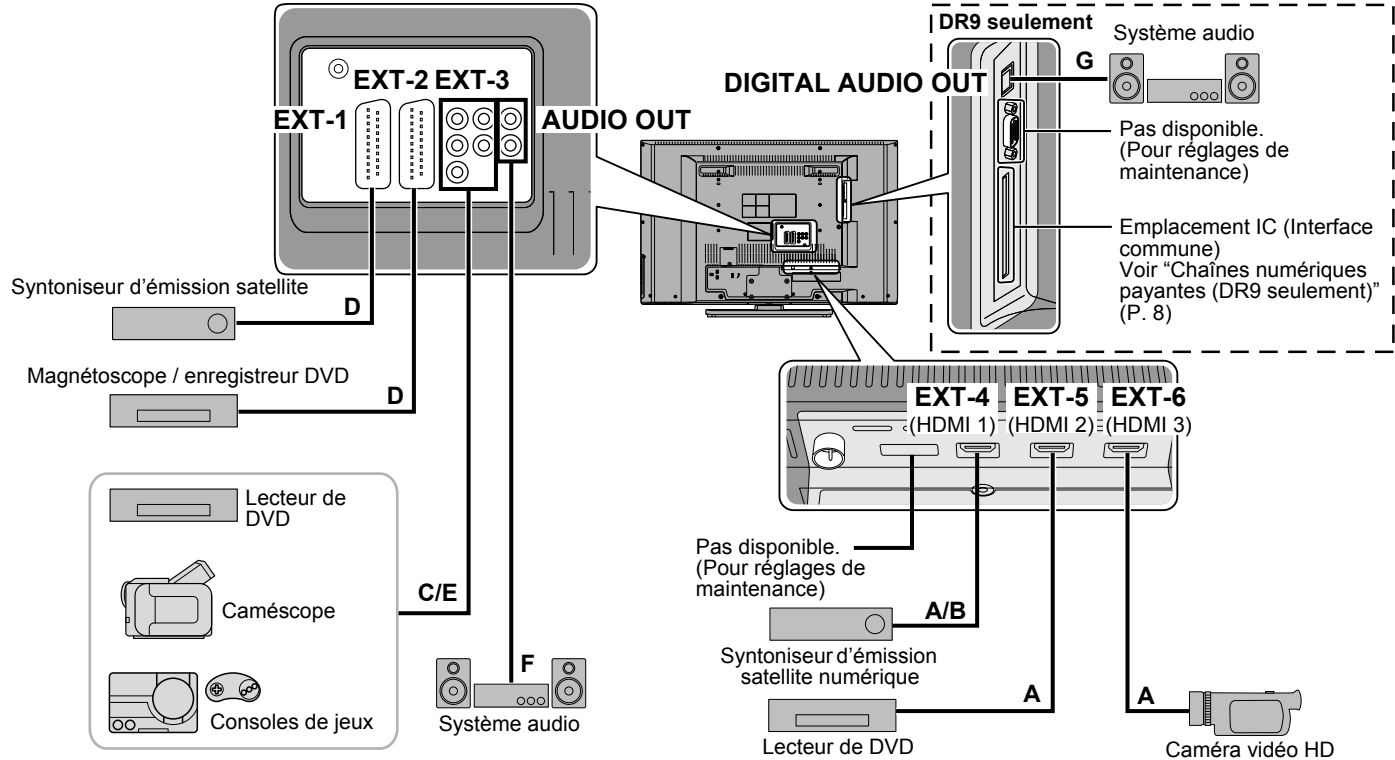 EXT-2 EXT-3
EXT-1
AUDIO OUT
Syntoniseur d'émission satellite
D
Magnétoscope / enregistreur DVD
D
Lecteur de
DVD
Caméscope
Consoles de jeux
C/E
F
Système audio
DR9 seulement
Système audio
G
DIGITAL AUDIO OUT
Pas disponible.
(Pour réglages de
maintenance)
Emplacement IC (Interface
commune)
Voir “Chaînes numériques
payantes (DR9 seulement)”
(P. 8)
EXT-4 EXT-5 EXT-6
(HDMI 1) (HDMI 2) (HDMI 3)
Pas disponible.
(Pour réglages de
maintenance)
A/B
Syntoniseur d'émission
satellite numérique
A
Lecteur de DVD
A
Caméra vidéo HD